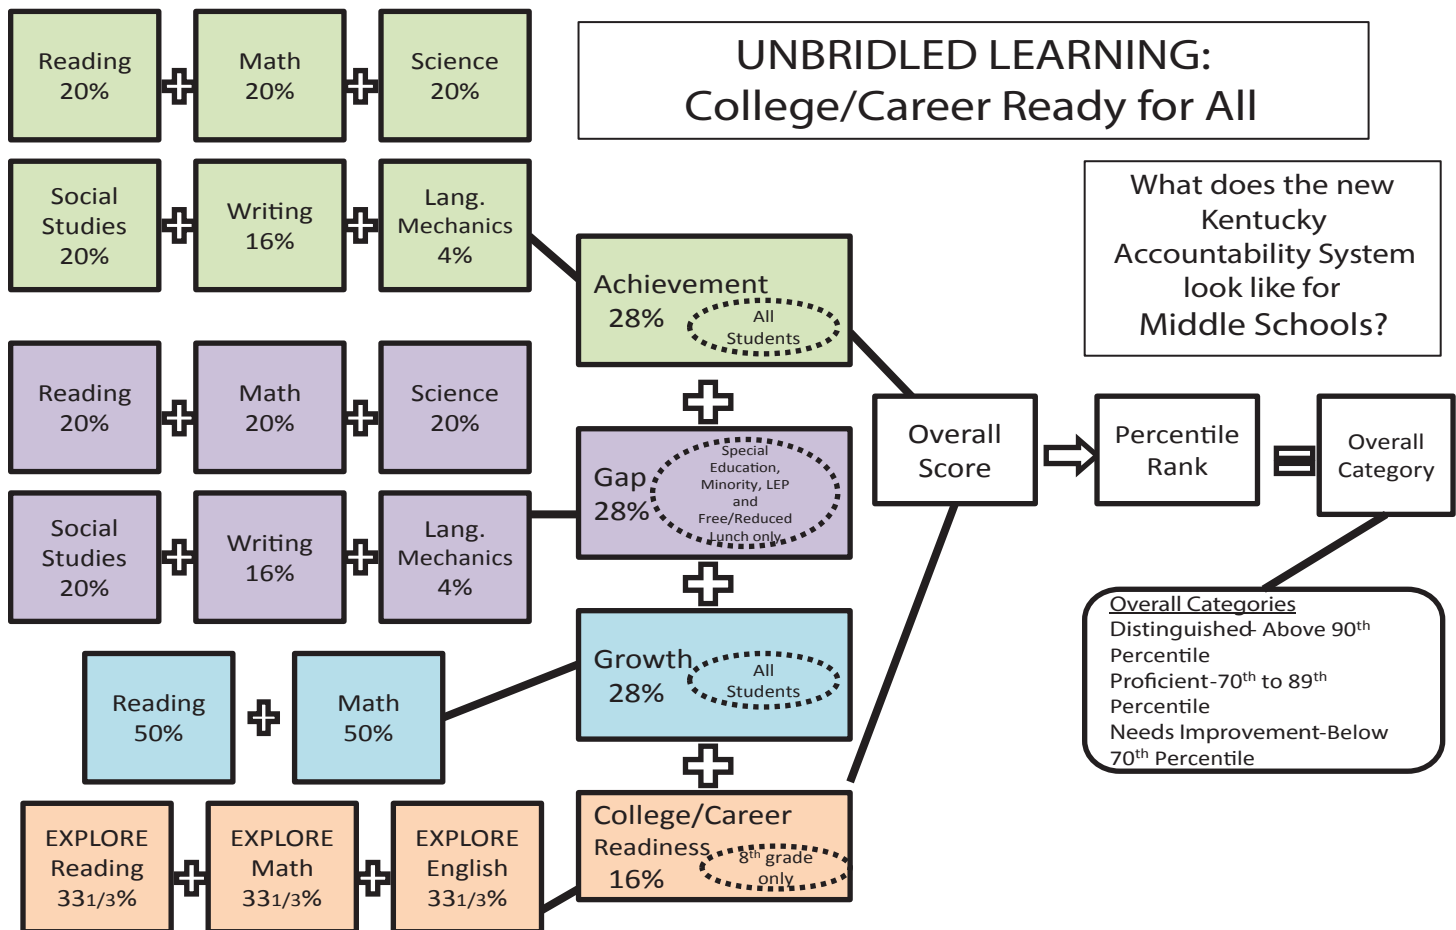 UNBRIDLED LEARNING:
College/Career Ready for All
What does the new
Kentucky
Accountability System
look like for
Middle Schools?
Reading
20%
Math
20%
Science
20%
Social
Studies
20%
Writing
16%
Lang.
Mechanics
4%
Achievement
28%
All
Students
Reading
20%
Math
20%
Science
20%
Social
Studies
20%
Writing
16%
Lang.
Mechanics
4%
Gap
28%
Special
Education,
Minority, LEP
and
Free/Reduced
Lunch only
Reading
50%
Math
50%
Growth
28%
All
Students
EXPLORE
Reading
331/3%
EXPLORE
Math
331/3%
EXPLORE
English
331/3%
College/Career
Readiness
16%
8th grade
only
Overall
Score
Percentile
Rank
Overall
Category
Overall Categories
Distinguished- Above 90th
Percentile
Proficient-70th to 89th
Percentile
Needs Improvement-Below
70th Percentile